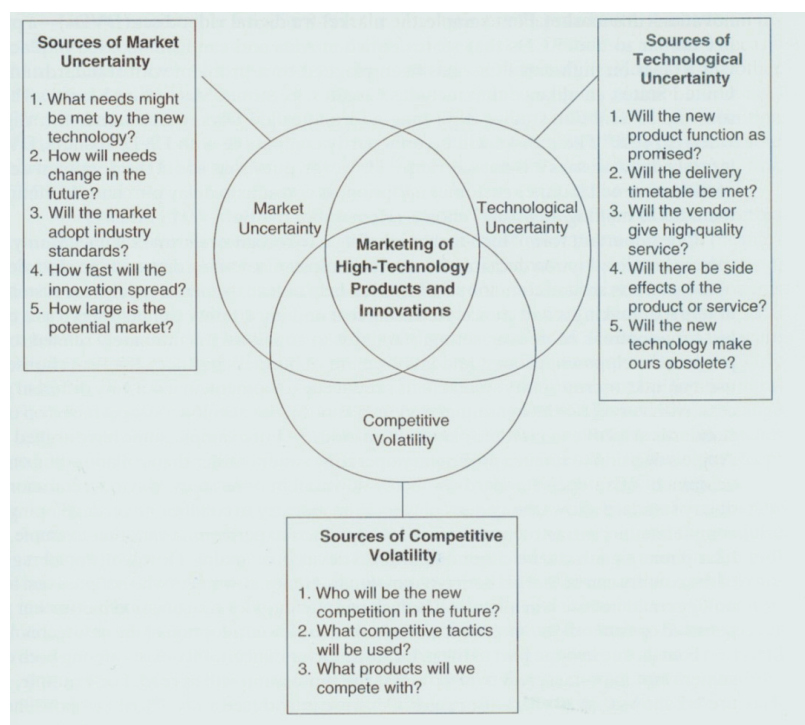 Sources of Market
Uncertainty
1. What needs might
be met by the new
technology?
2. How will needs
change in the
future?
3. Will the market
adopt industry
standards?
4. How fast will the
innovation spread?
5. How large is the
potential market?
Sources of
Technological
Uncertainty
1. Will the new
product function as
promised?
2. Will the delivery
timetable be met?
3. Will the vendor
give high-quality
service?
4. Will there be side
effects of the
product or service?
5. Will the new
technology make
ours obsolete?
Market
Uncertainty
Technological
Uncertainty
Marketing of
High-Technology
Products and
Innovations
Competitive
Volatility
Sources of Competitive
Volatility
1. Who will be the new
competition in the future?
2. What competitive tactics
will be used?
3. What products will we
compete with?